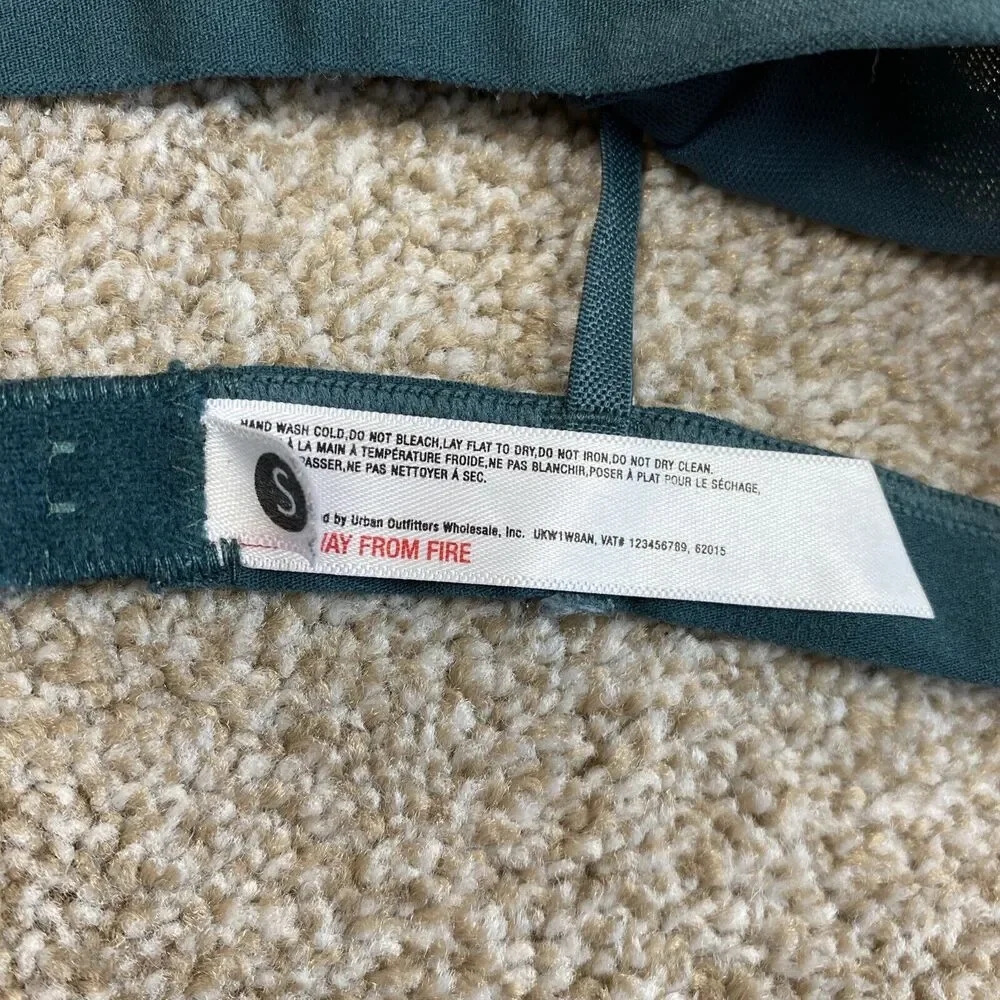 HAND WASH COLD,DO NOT BLEACH,LAY FLAT TO DRY,DO NOT IRON,DO NOT DRY CLEAN.
À LA MAIN À TEMPÉRATURE FROIDE,NE PAS BLANCHIR,POSER À PLAT POUR LE SÉCHAGE,
PASSER,NE PAS NETTOYER À SEC.
S
by Urban Outfitters Wholesale, Inc. UKW1W8AN, VAT# 123456789, 62015
FROM FIRE